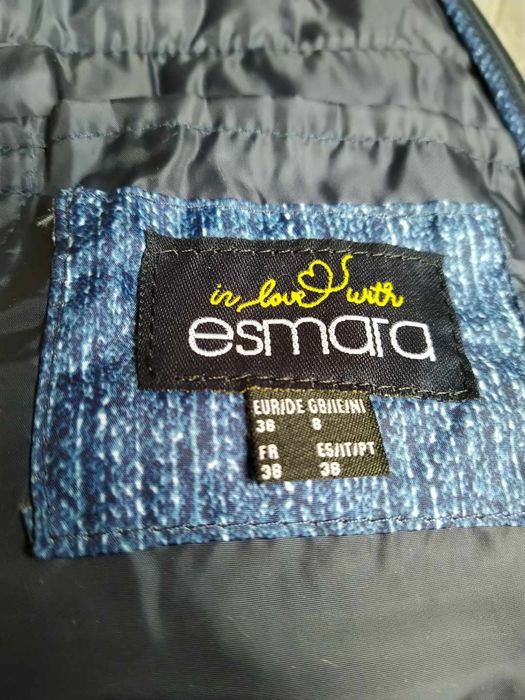 in love with
esmara
EUR/DE GB/IE/NI
36 8
FR ES/IT/PT
38 38